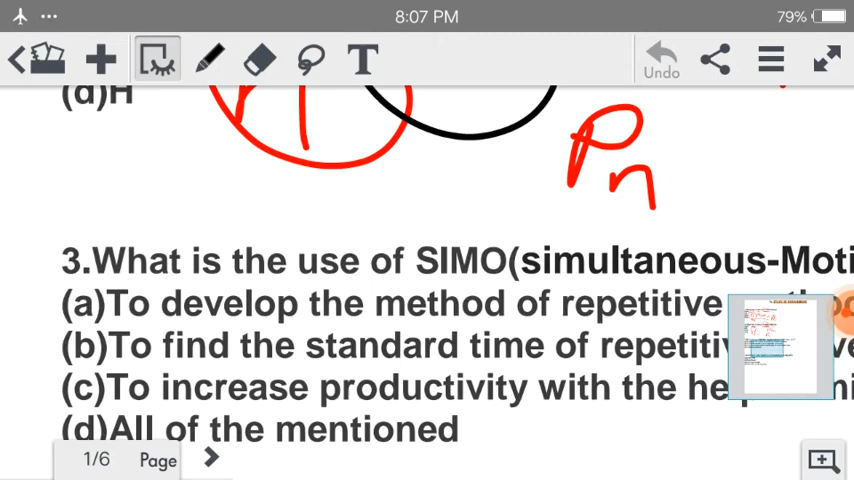 8:07 PM
79%
T
Undo
(d)H
Pn
3.What is the use of SIMO(simultaneous-Moti
(a)To develop the method of repetitive
(b)To find the standard time of
(c)To increase productivity with the
(d)All of the mentioned
1/6 Page